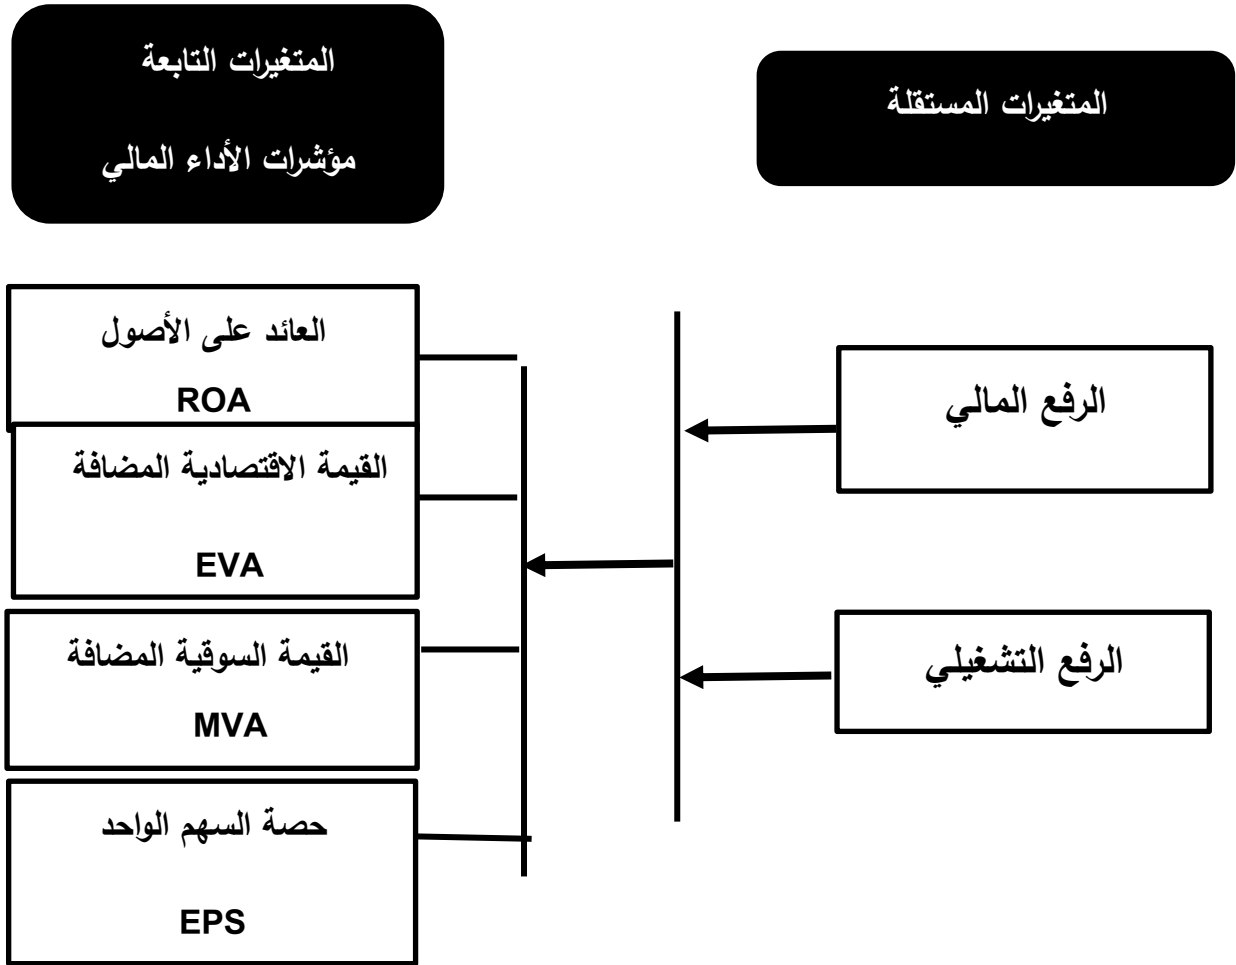 المتغيرات المستقلة
المتغيرات التابعة
مؤشرات الأداء المالي
الرفع المالي
الرفع التشغيلي
العائد على الأصول
ROA
القيمة الاقتصادية المضافة
EVA
القيمة السوقية المضافة
MVA
حصة السهم الواحد
EPS